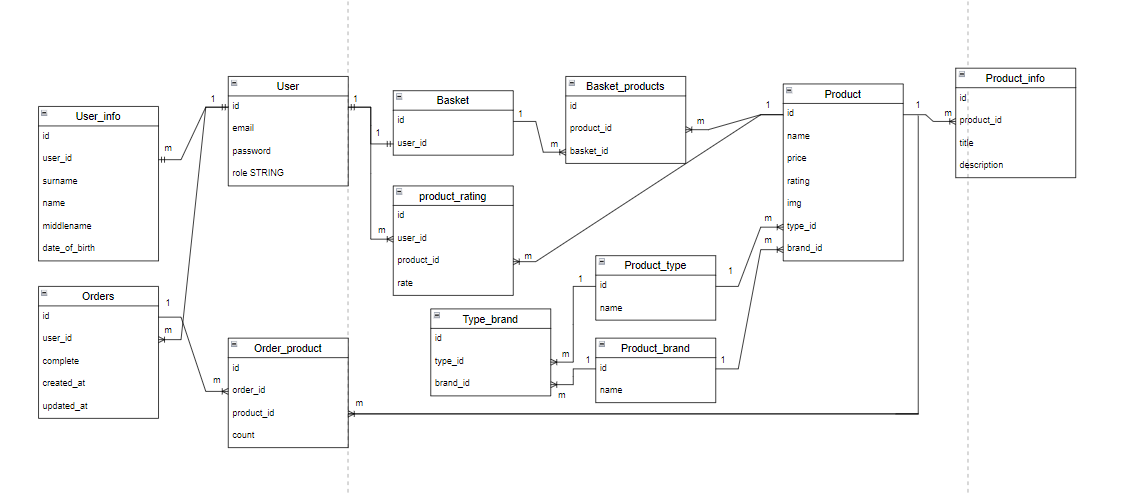 User_info
id
user_id
surname
name
middlename
date_of_birth
m
1
User
id
email
password
role STRING
1
1
Basket
id
user_id
1
m
Basket_products
id
product_id
basket_id
m
1
Product
id
name
price
rating
img
type_id
brand_id
1
m
m
m
Product_info
id
product_id
title
description
product_rating
id
user_id
product_id
rate
m
m
Orders
id
user_id
complete
created_at
updated_at
1
m
Order_product
id
order_id
product_id
count
m
m
Type_brand
id
type_id
brand_id
m
m
1
1
Product_type
id
name
1
Product_brand
id
name
1